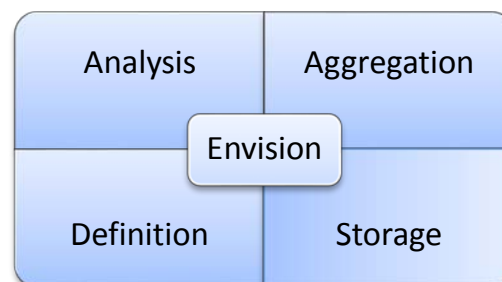 Analysis
Aggregation
Envision
Definition
Storage